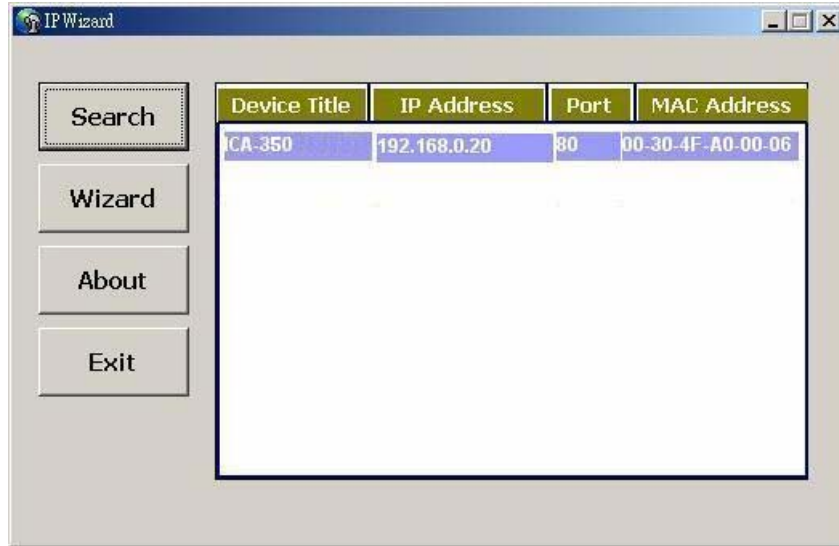 IP Wizard
Search
Wizard
About
Exit
Device Title IP Address Port MAC Address
ICA-350 192.168.0.20 80 00-30-4F-A0-00-06